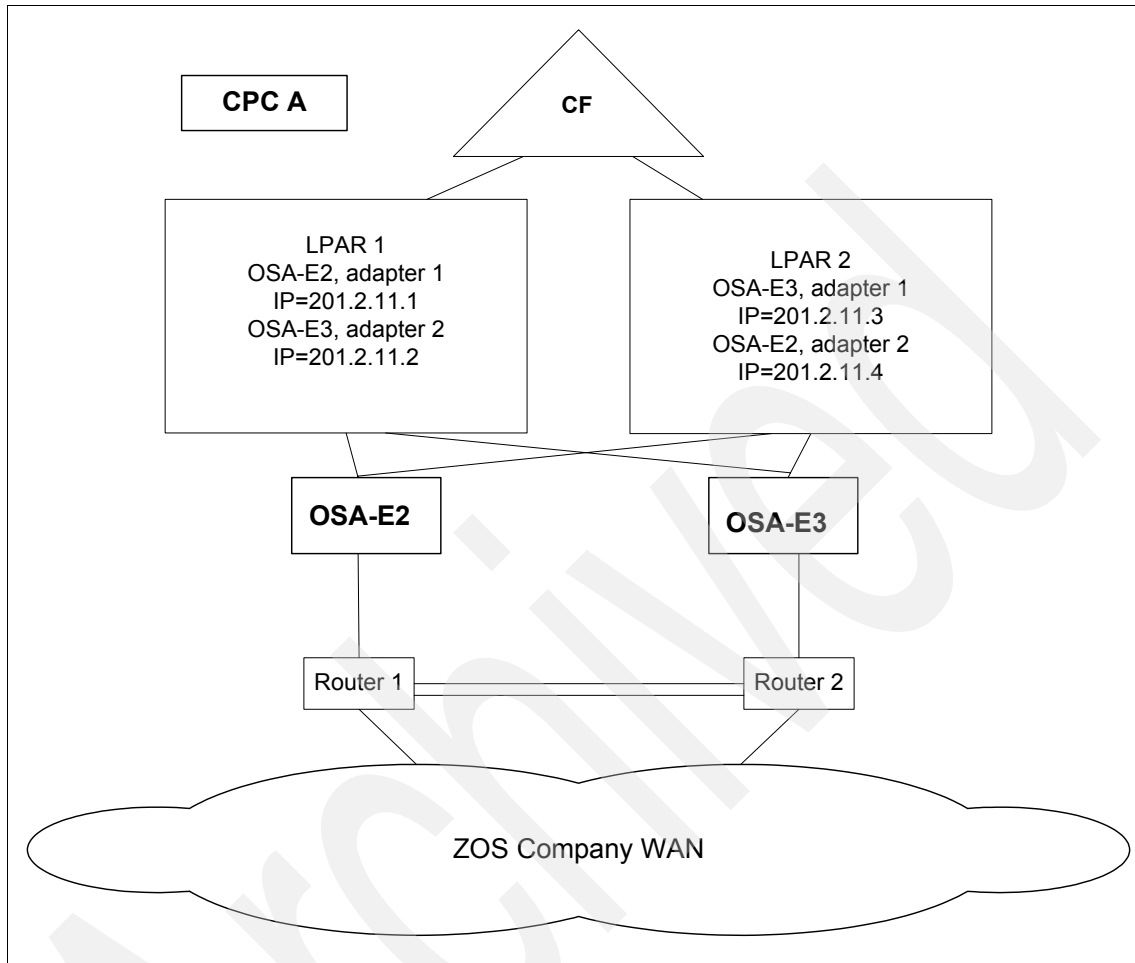 CPC A
CF
LPAR 1
OSA-E2, adapter 1
IP=201.2.11.1
OSA-E3, adapter 2
IP=201.2.11.2
LPAR 2
OSA-E3, adapter 1
IP=201.2.11.3
OSA-E2, adapter 2
IP=201.2.11.4
OSA-E2
OSA-E3
Router 1
Router 2
ZOS Company WAN
Archived